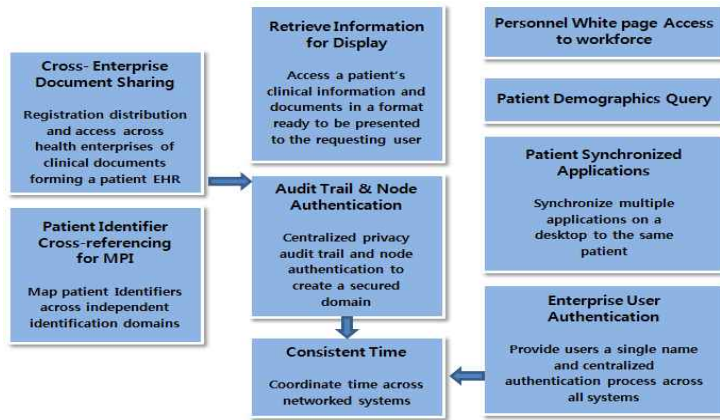 Cross- Enterprise
Document Sharing
Registration distribution
and access across
health enterprises of
clinical documents
forming a patient EHR
Patient Identifier
Cross-referencing
for MPI
Map patient Identifiers
across independent
identification domains
Retrieve Information
for Display
Access a patient's
clinical information and
documents in a format
ready to be presented
to the requesting user
Audit Trail & Node
Authentication
Centralized privacy
audit trail and node
authentication to
create a secured
domain
Consistent Time
Coordinate time across
networked systems
Personnel White page Access
to workforce
Patient Demographics Query
Patient Synchronized
Applications
Synchronize multiple
applications on a
desktop to the same
patient
Enterprise User
Authentication
Provide users a single name
and centralized
authentication process across
all systems